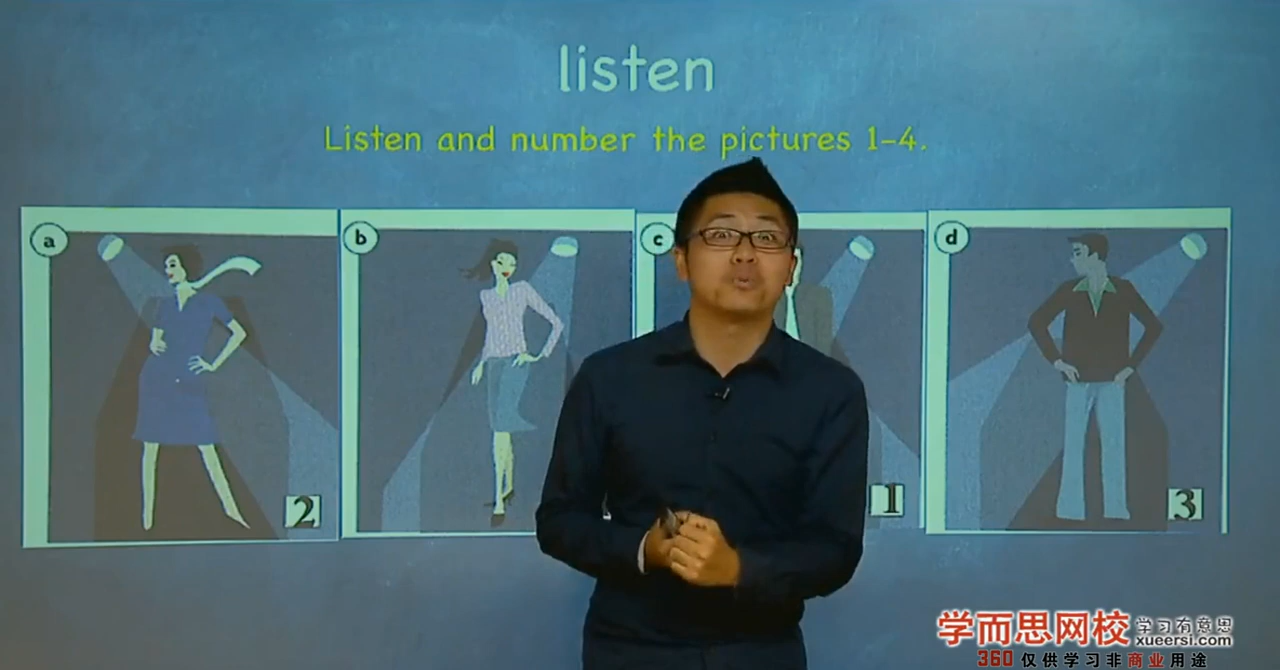 listen
Listen and number the pictures 1-4.
a
b
c
d
2
1
3
学而思网校 学习有意思
xueersi.com
360 仅供学习非商业用途